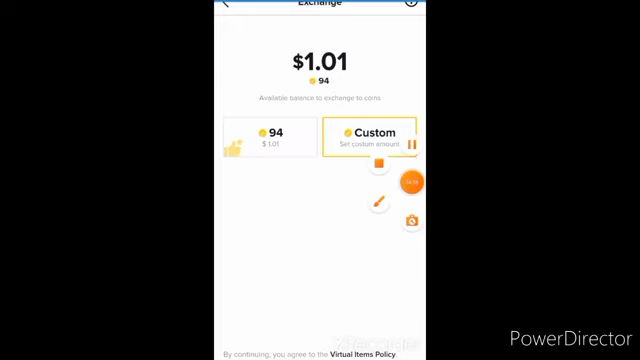 Exchange
$1.01
94
Available balance to exchange to coins
94
$ 1.01
Custom
Set custom amount
By continuing, you agree to the Virtual Items Policy
PowerDirector